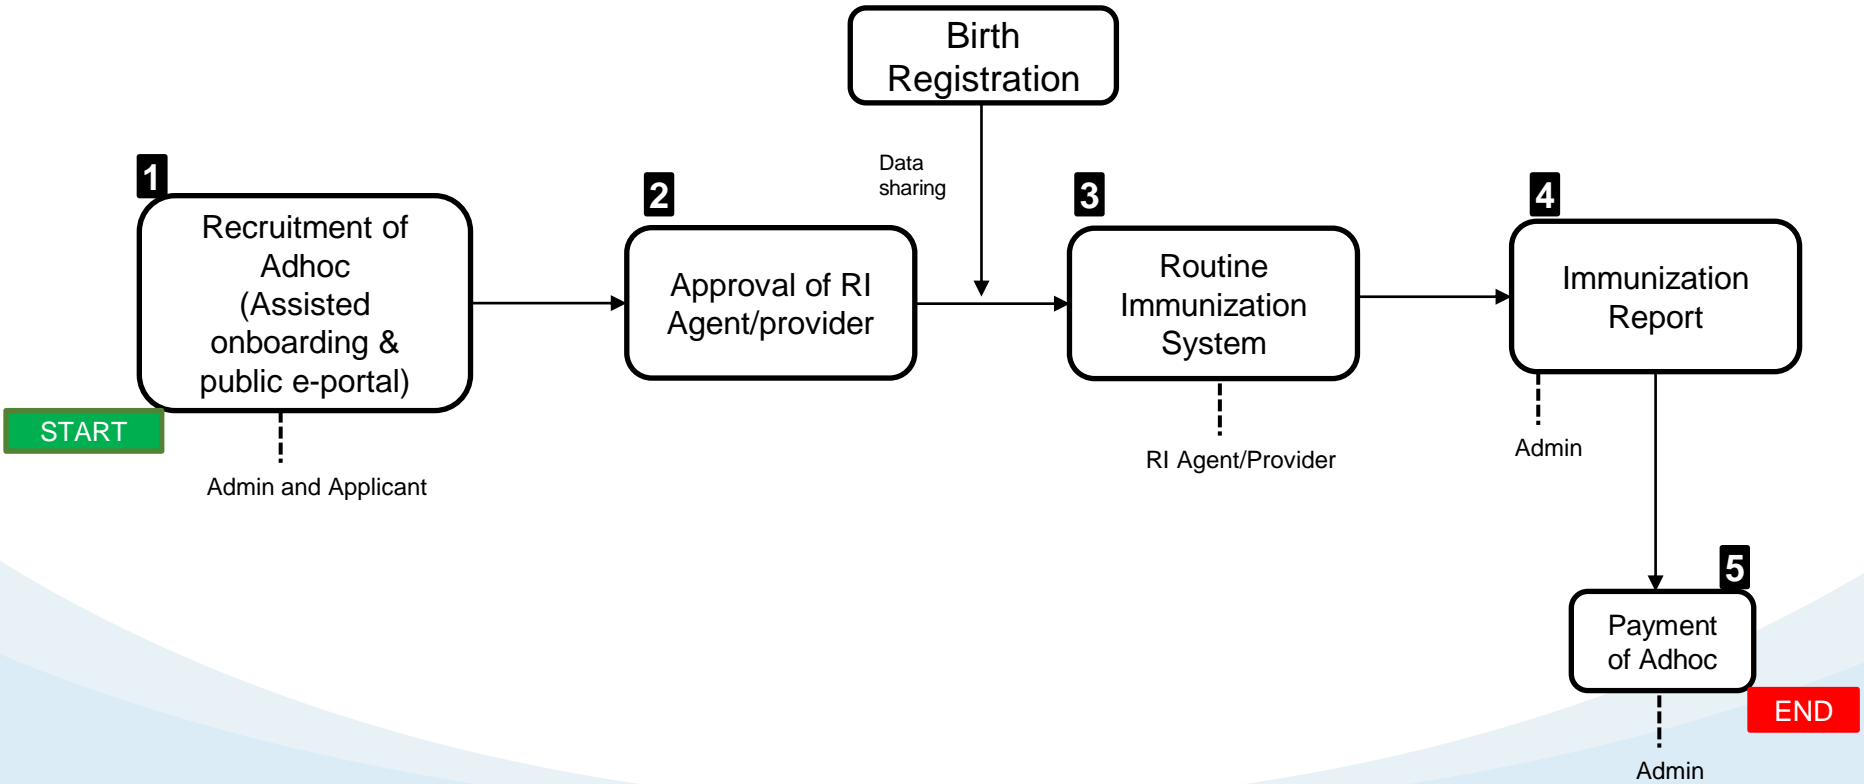 Birth
Registration
Data
sharing
1
Recruitment of
Adhoc
(Assisted
onboarding &
public e-portal)
START
Admin and Applicant
2
Approval of RI
Agent/provider
3
Routine
Immunization
System
RI Agent/Provider
4
Immunization
Report
Admin
5
Payment
of Adhoc
END
Admin